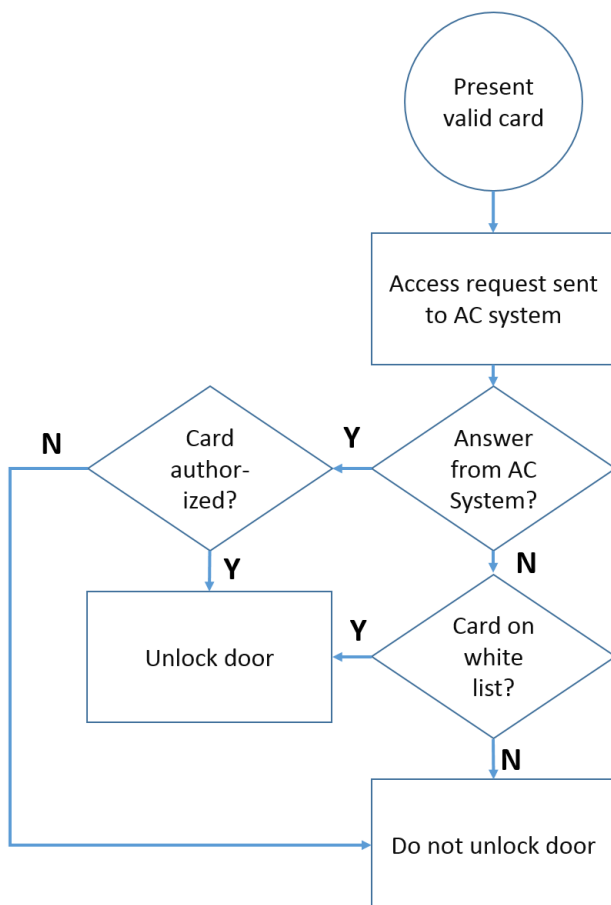 Present
valid card
Access request sent
to AC system
N
Card
author-
ized?
Y
Answer
from AC
System?
Y
N
Unlock door
Y
Card on
white
list?
N
Do not unlock door